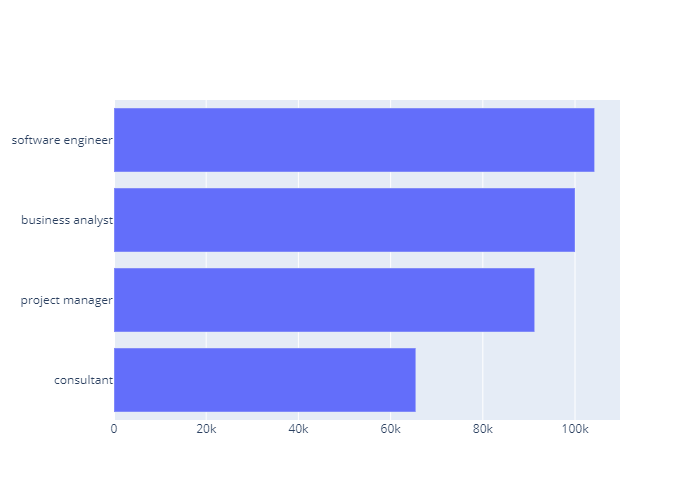 software engineer
business analyst
project manager
consultant
0 20k 40k 60k 80k 100k